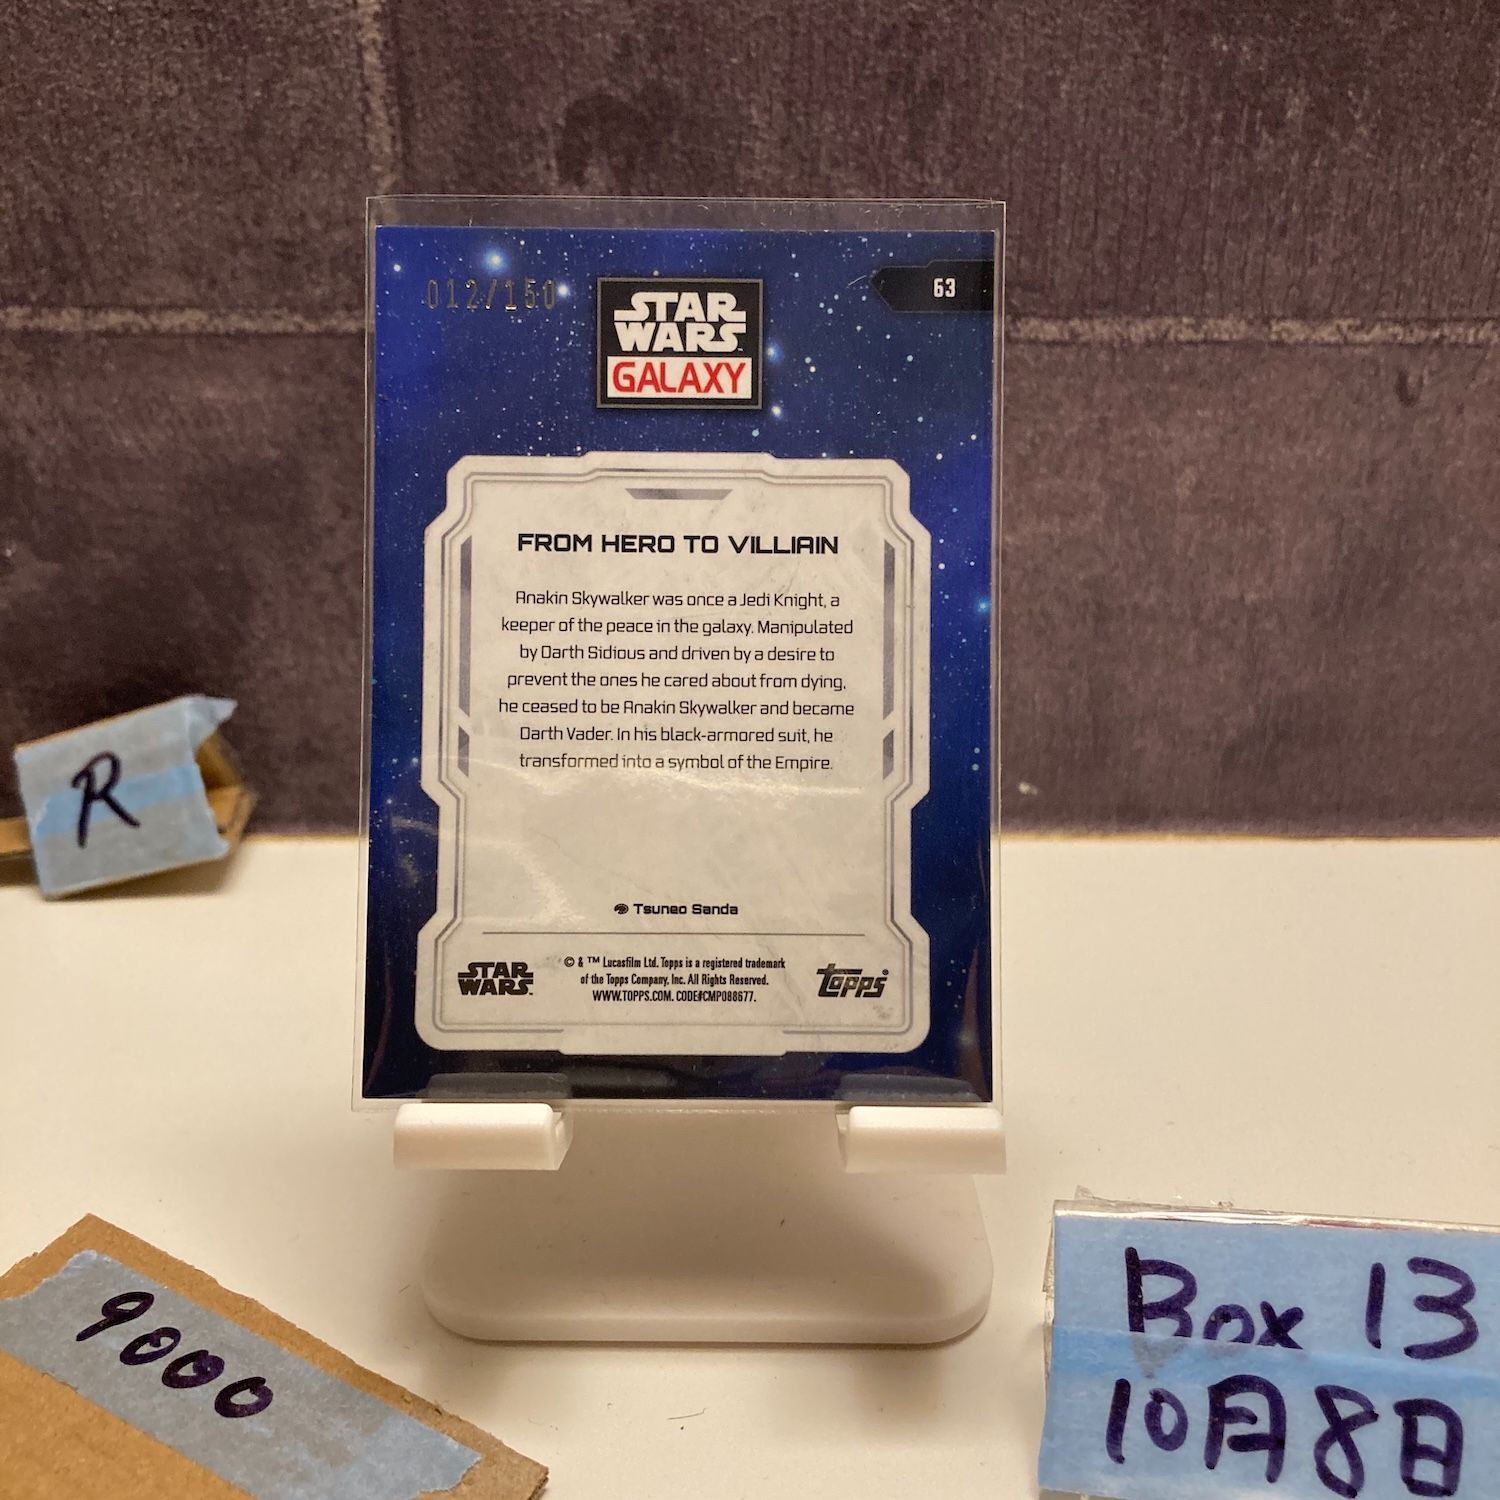 012/150
STAR
WARS
GALAXY
63
FROM HERO TO VILLIAIN
Anakin Skywalker was once a Jedi Knight, a
keeper of the peace in the galaxy. Manipulated
by Darth Sidious and driven by a desire to
prevent the ones he cared about from dying,
he ceased to be Anakin Skywalker and became
Darth Vader. In his black-armored suit, he
transformed into a symbol of the Empire.
Tsuneo Sanda
STAR
WARS
© & ™ Lucasfilm Ltd. Topps is a registered trademark
of the Topps Company, Inc. All Rights Reserved.
WWW.TOPPS.COM. CODE#CMP088677.
topps
R
9000
Box 13
10月8日